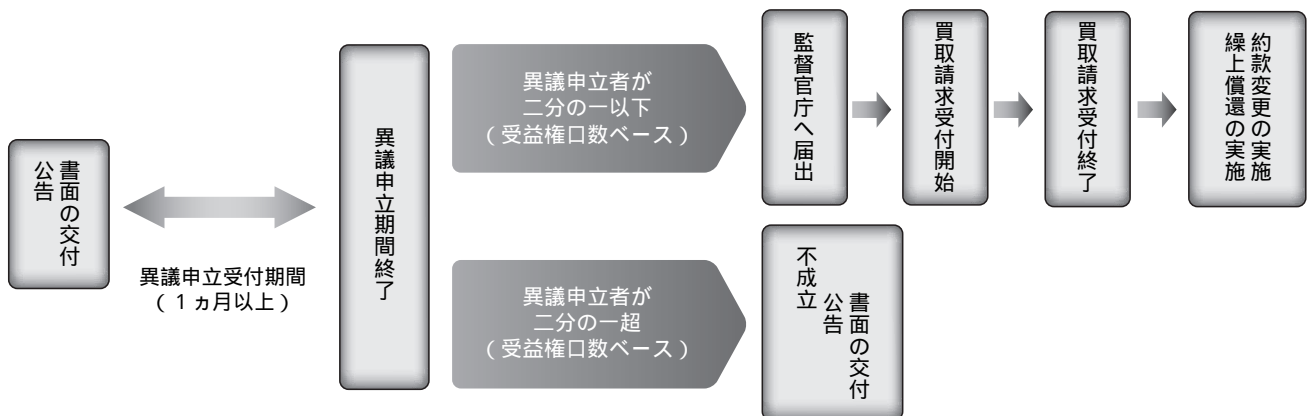 書面の交付
公告
異議申立受付期間
(1ヵ月以上)
異議申立期間終了
異議申立者が
二分の一以下
(受益権口数ベース)
監督官庁へ届出
買取請求受付開始
買取請求受付終了
約款変更の実施
繰上償還の実施
異議申立者が
二分の一超
(受益権口数ベース)
書面の交付
公告
不成立